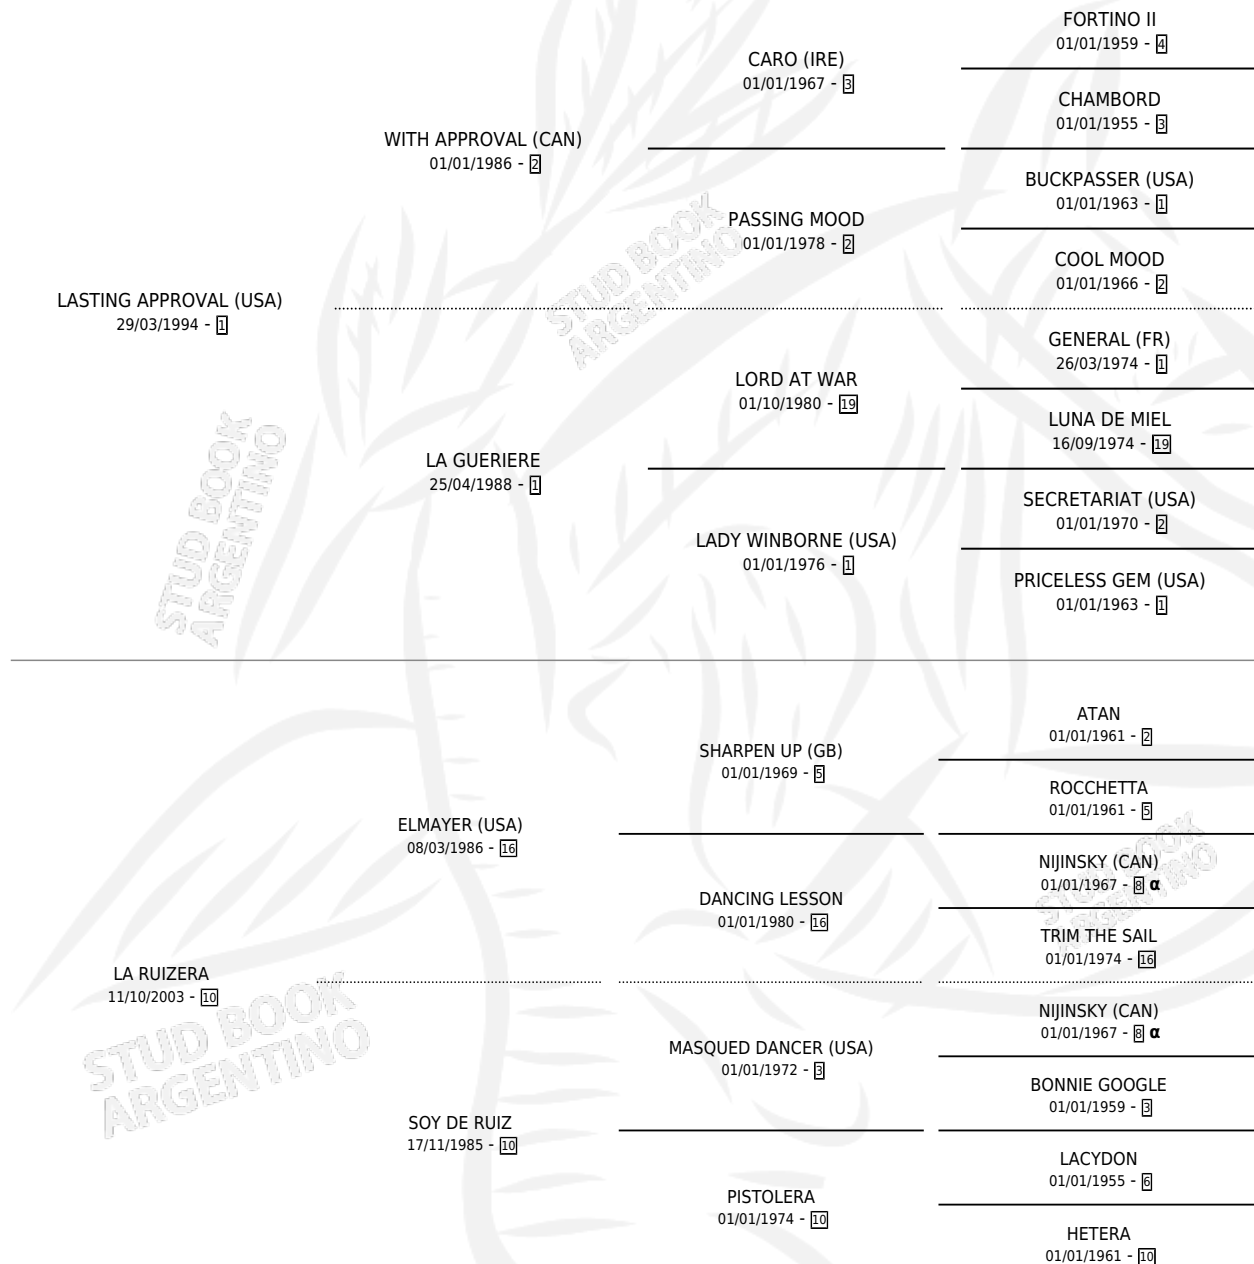 FORTINO II
01/01/1959 - 4
CARO (IRE)
01/01/1967 - 3
CHAMBORD
01/01/1955 - 3
WITH APPROVAL (CAN)
01/01/1986 - 2
BUCKPASSER (USA)
01/01/1963 - 1
PASSING MOOD
01/01/1978 - 2
COOL MOOD
01/01/1966 - 2
LASTING APPROVAL (USA)
29/03/1994 - 1
GENERAL (FR)
26/03/1974 - 1
LORD AT WAR
01/10/1980 - 19
LUNA DE MIEL
16/09/1974 - 19
LA GUERIERE
25/04/1988 - 1
SECRETARIAT (USA)
01/01/1970 - 2
LADY WINBORNE (USA)
01/01/1976 - 1
PRICELESS GEM (USA)
01/01/1963 - 1
ATAN
01/01/1961 - 2
SHARPEN UP (GB)
01/01/1969 - 5
ROCCHETTA
01/01/1961 - 5
ELMAYER (USA)
08/03/1986 - 16
NIJINSKY (CAN)
01/01/1967 - 8 α
DANCING LESSON
01/01/1980 - 16
TRIM THE SAIL
01/01/1974 - 16
LA RUIZERA
11/10/2003 - 10
NIJINSKY (CAN)
01/01/1967 - 8 α
MASQUED DANCER (USA)
01/01/1972 - 3
BONNIE GOOGLE
01/01/1959 - 3
SOY DE RUIZ
17/11/1985 - 10
LACYDON
01/01/1955 - 6
PISTOLERA
01/01/1974 - 10
HETERA
01/01/1961 - 10
STUD BOOK
ARGENTINO
STUD BOOK
ARGENTINO
STUD BOOK
ARGENTINO
STUD BOOK
ARGENTINO